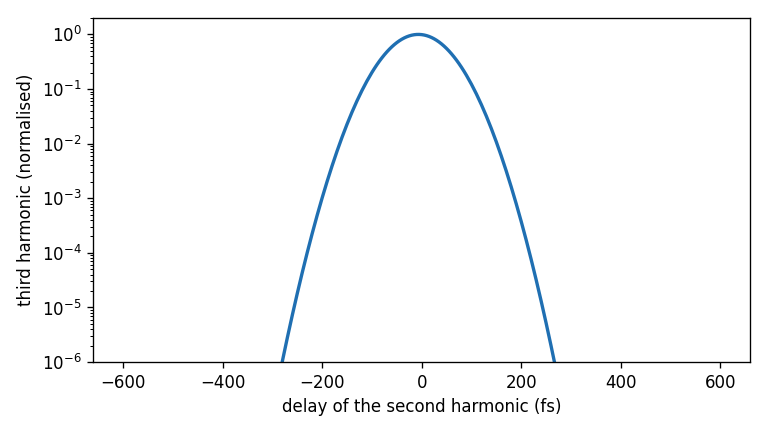 10⁰
10⁻¹
10⁻²
10⁻³
10⁻⁴
10⁻⁵
10⁻⁶
third harmonic (normalised)
−600 −400 −200 0 200 400 600
delay of the second harmonic (fs)